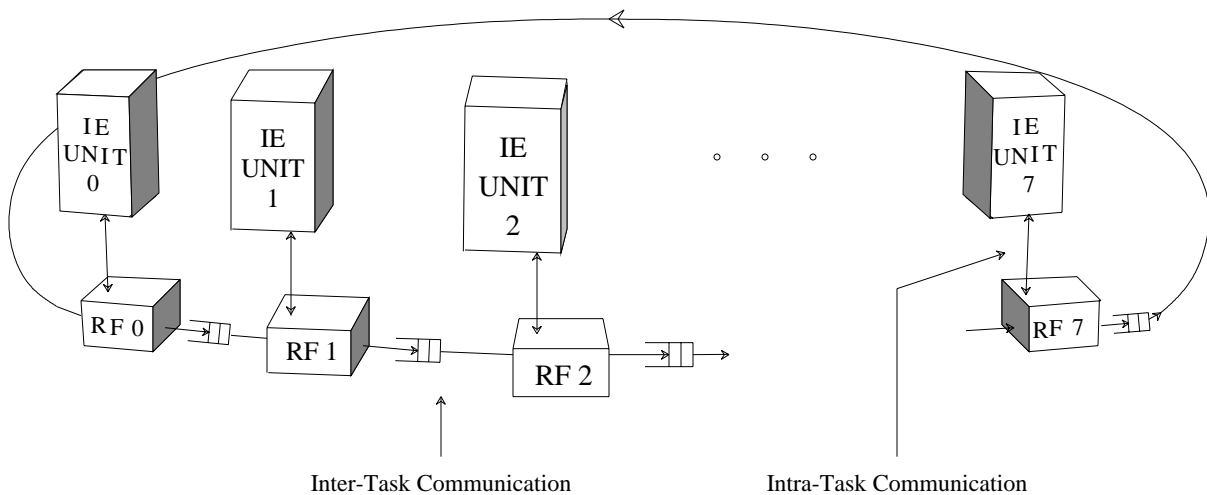 IE
UNIT
0
IE
UNIT
1
IE
UNIT
2
IE
UNIT
7
RF 0
RF 1
RF 2
RF 7
Inter-Task Communication
Intra-Task Communication